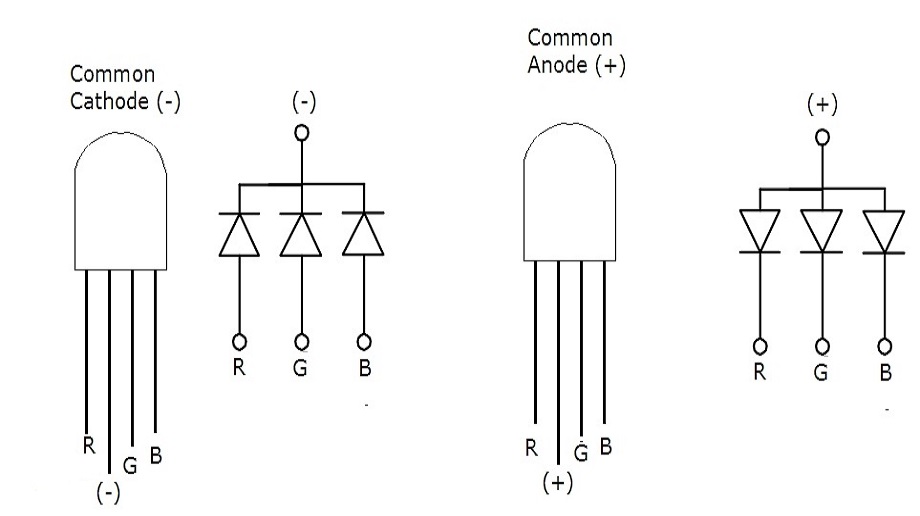 Common
Cathode (-)
(-)
R G B
R
G
B
(-)
Common
Anode (+)
(+)
R G B
R
G
B
(+)